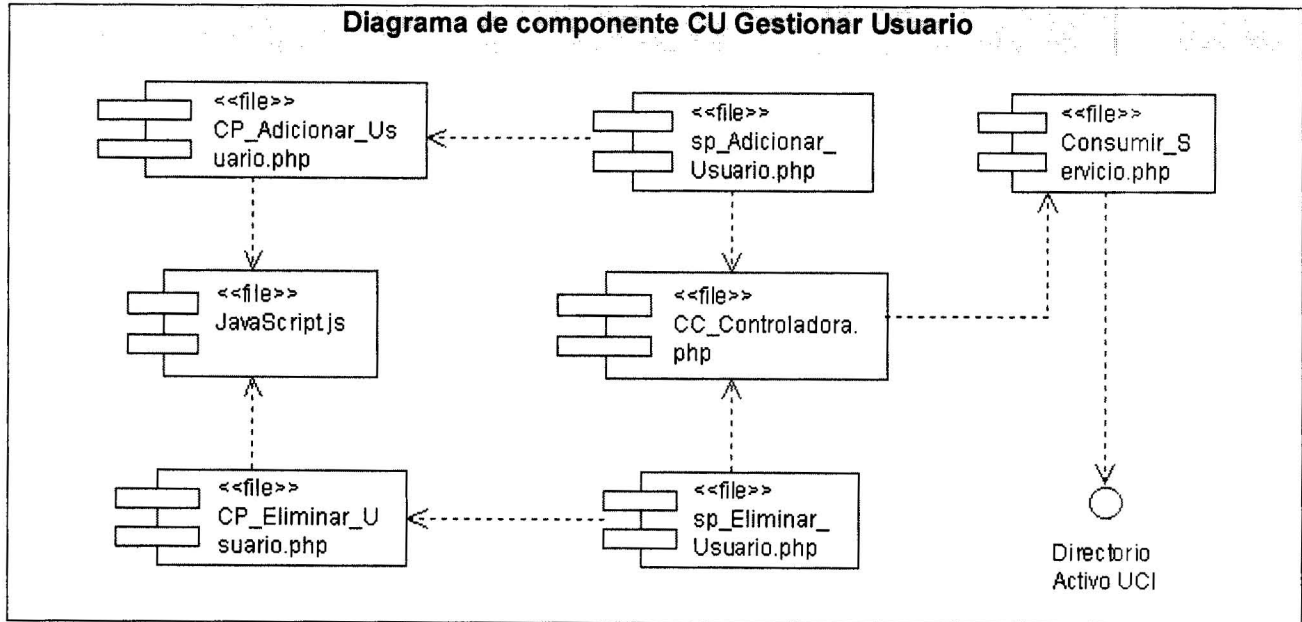 Diagrama de componente CU Gestionar Usuario
<<file>>
CP_Adicionar_Us
uario.php
<<file>>
sp_Adicionar_
Usuario.php
<<file>>
Consumir_S
ervicio.php
<<file>>
JavaScript.js
<<file>>
CC_Controladora.
php
<<file>>
CP_Eliminar_U
suario.php
<<file>>
sp_Eliminar_
Usuario.php
Directorio
Activo UCI